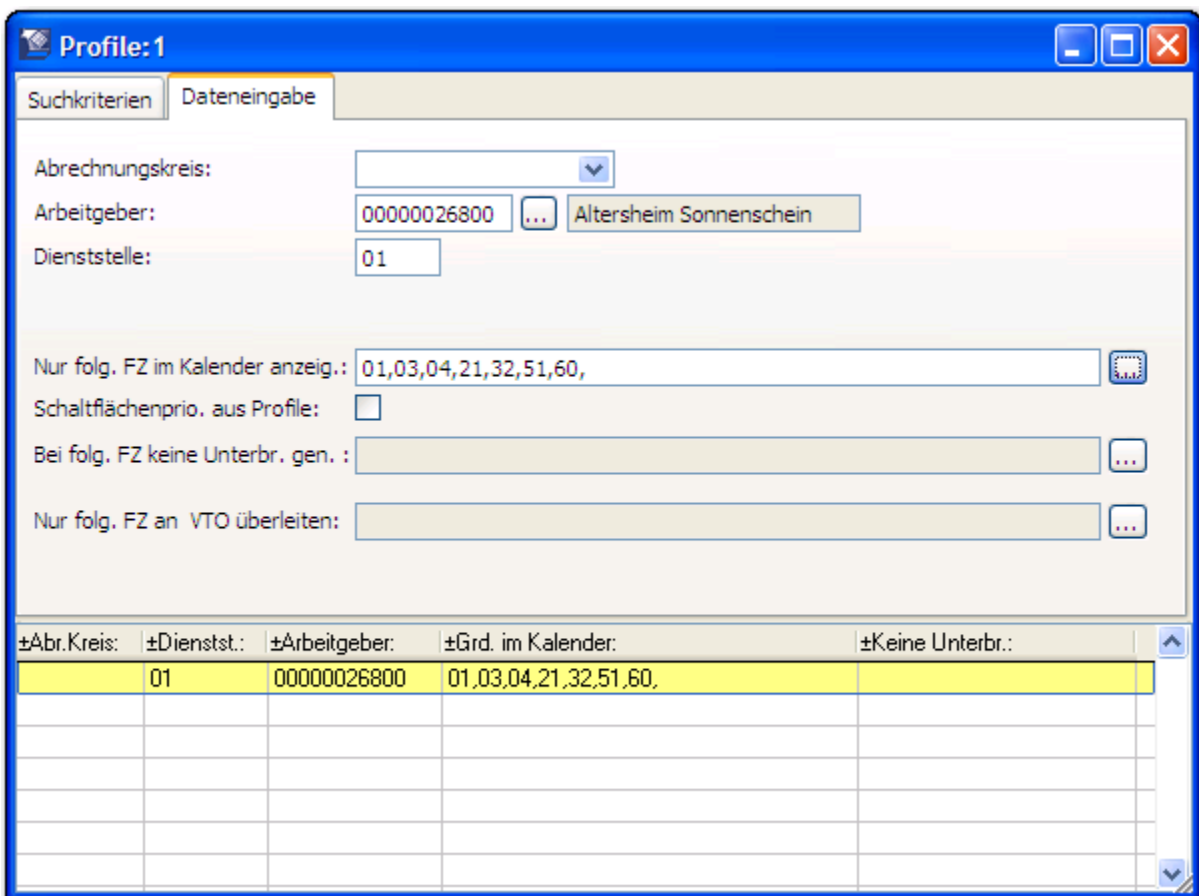 Profile:1
Suchkriterien Dateneingabe
Abrechnungskreis:
Arbeitgeber: 00000026800 ... Altersheim Sonnenschein
Dienststelle: 01
Nur folg. FZ im Kalender anzeig.: 01,03,04,21,32,51,60, ...
Schaltflächenprio. aus Profile:
Bei folg. FZ keine Unterbr. gen. : ...
Nur folg. FZ an VTO überleiten: ...
±Abr.Kreis: ±Dienstst.: ±Arbeitgeber: ±Grd. im Kalender: ±Keine Unterbr.:
01 00000026800 01,03,04,21,32,51,60,